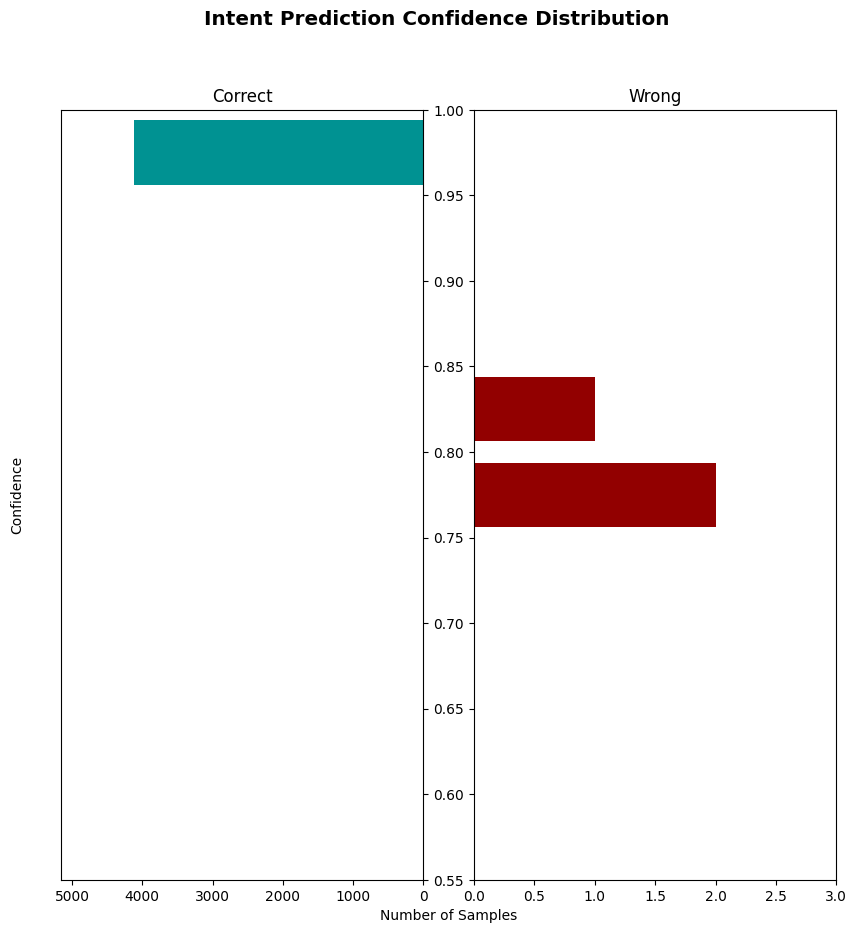 Intent Prediction Confidence Distribution
Correct
Wrong
1.00
0.95
0.90
0.85
0.80
0.75
0.70
0.65
0.60
0.55
Confidence
5000 4000 3000 2000 1000 0
0.0 0.5 1.0 1.5 2.0 2.5 3.0
Number of Samples